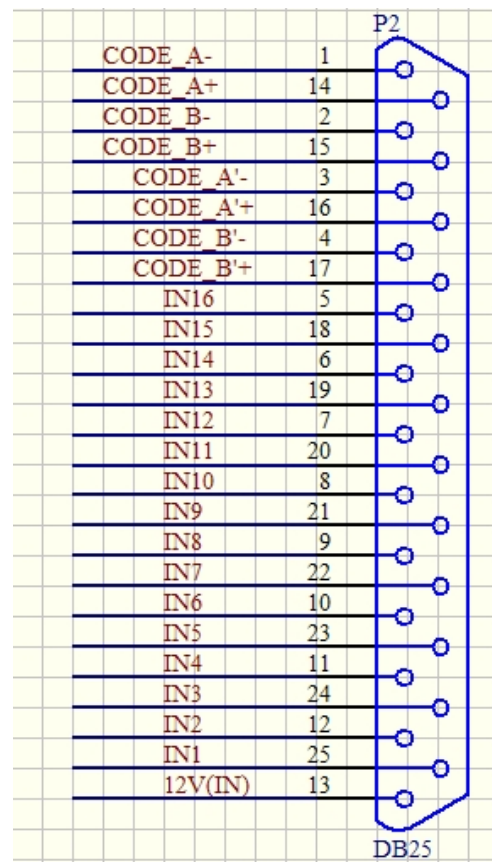 P2
CODE_A- 1
CODE_A+ 14
CODE_B- 2
CODE_B+ 15
CODE_A'- 3
CODE_A'+ 16
CODE_B'- 4
CODE_B'+ 17
IN16 5
IN15 18
IN14 6
IN13 19
IN12 7
IN11 20
IN10 8
IN9 21
IN8 9
IN7 22
IN6 10
IN5 23
IN4 11
IN3 24
IN2 12
IN1 25
12V(IN) 13
DB25